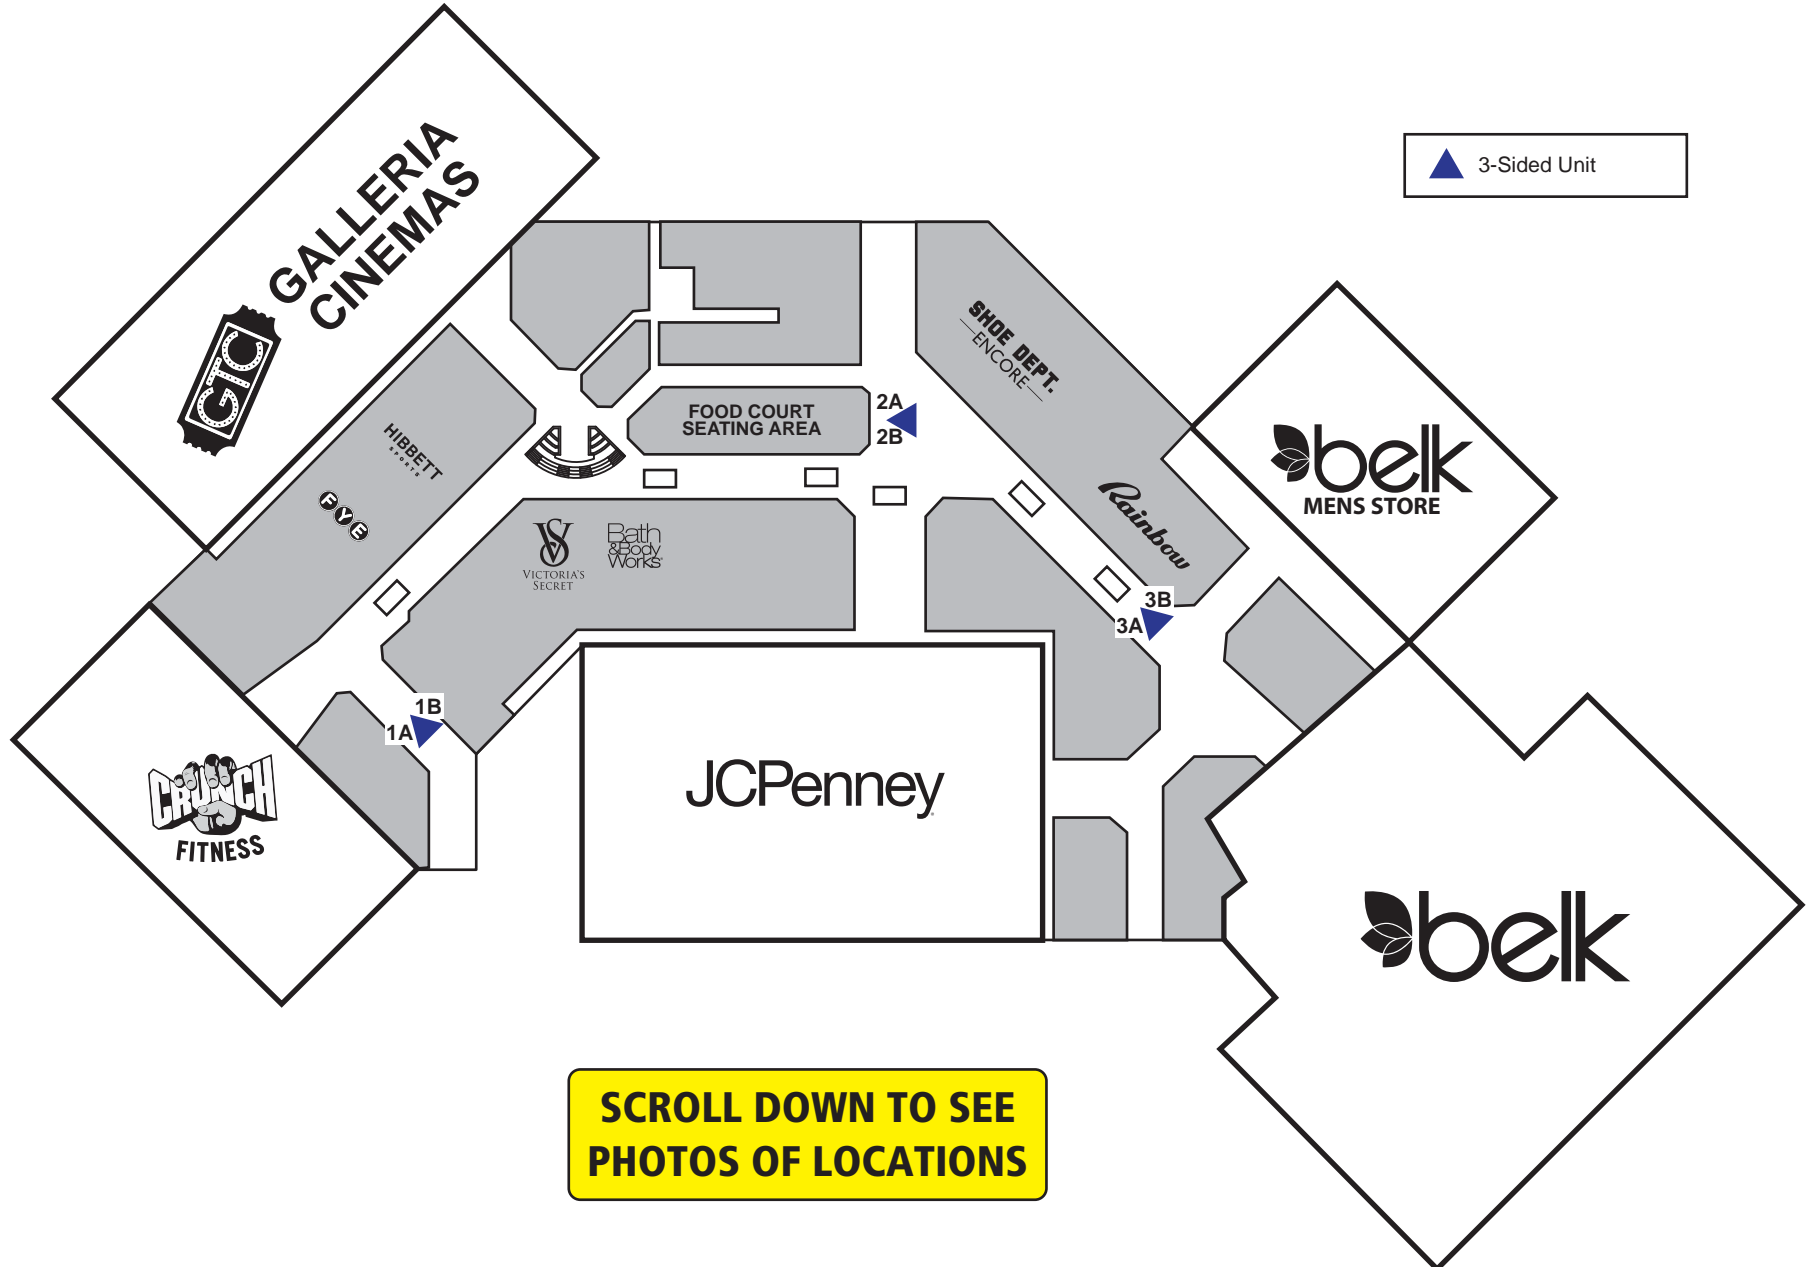 GALLERIA
CINEMAS
GTC
3-Sided Unit
SHOE DEPT.
ENCORE
HIBBETT
SPORTS
FYE
FOOD COURT
SEATING AREA
2A
2B
belk
MENS STORE
Rainbow
VS
VICTORIA'S
SECRET
Bath
&Body
Works
3B
3A
1B
1A
CRUNCH
FITNESS
JCPenney
belk
SCROLL DOWN TO SEE
PHOTOS OF LOCATIONS